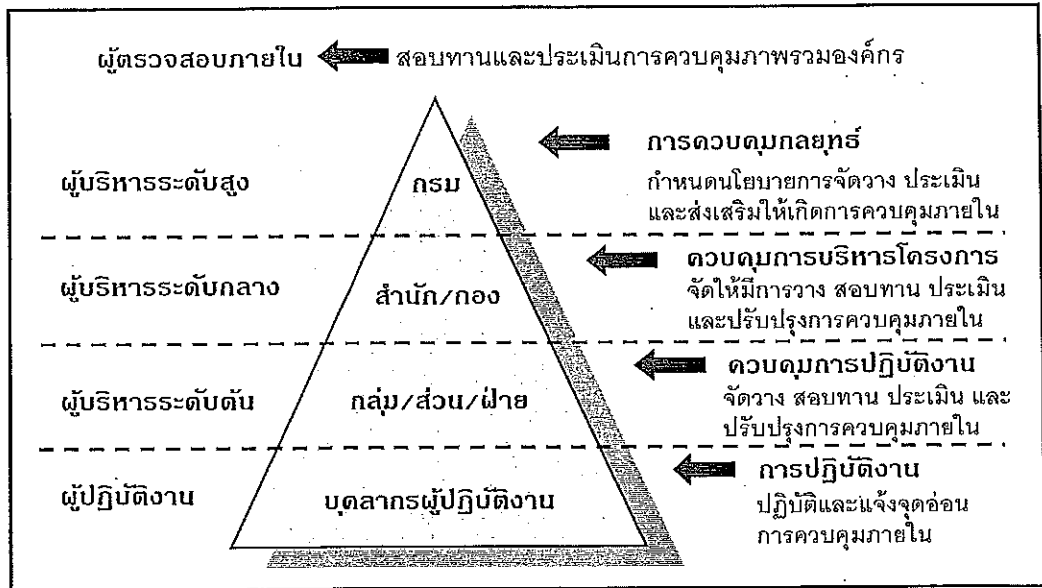 ผู้ตรวจสอบภายใน สอบทานและประเมินการควบคุมภาพรวมองค์กร
การควบคุมกลยุทธ์
ผู้บริหารระดับสูง กรม กำหนดนโยบายการจัดวาง ประเมิน
และส่งเสริมให้เกิดการควบคุมภายใน
ควบคุมการบริหารโครงการ
ผู้บริหารระดับกลาง สำนัก/กอง จัดให้มีการวาง สอบทาน ประเมิน
และปรับปรุงการควบคุมภายใน
ควบคุมการปฏิบัติงาน
ผู้บริหารระดับต้น กลุ่ม/ส่วน/ฝ่าย จัดวาง สอบทาน ประเมิน และ
ปรับปรุงการควบคุมภายใน
การปฏิบัติงาน
ผู้ปฏิบัติงาน บุคลากรผู้ปฏิบัติงาน ปฏิบัติและแจ้งจุดอ่อน
การควบคุมภายใน